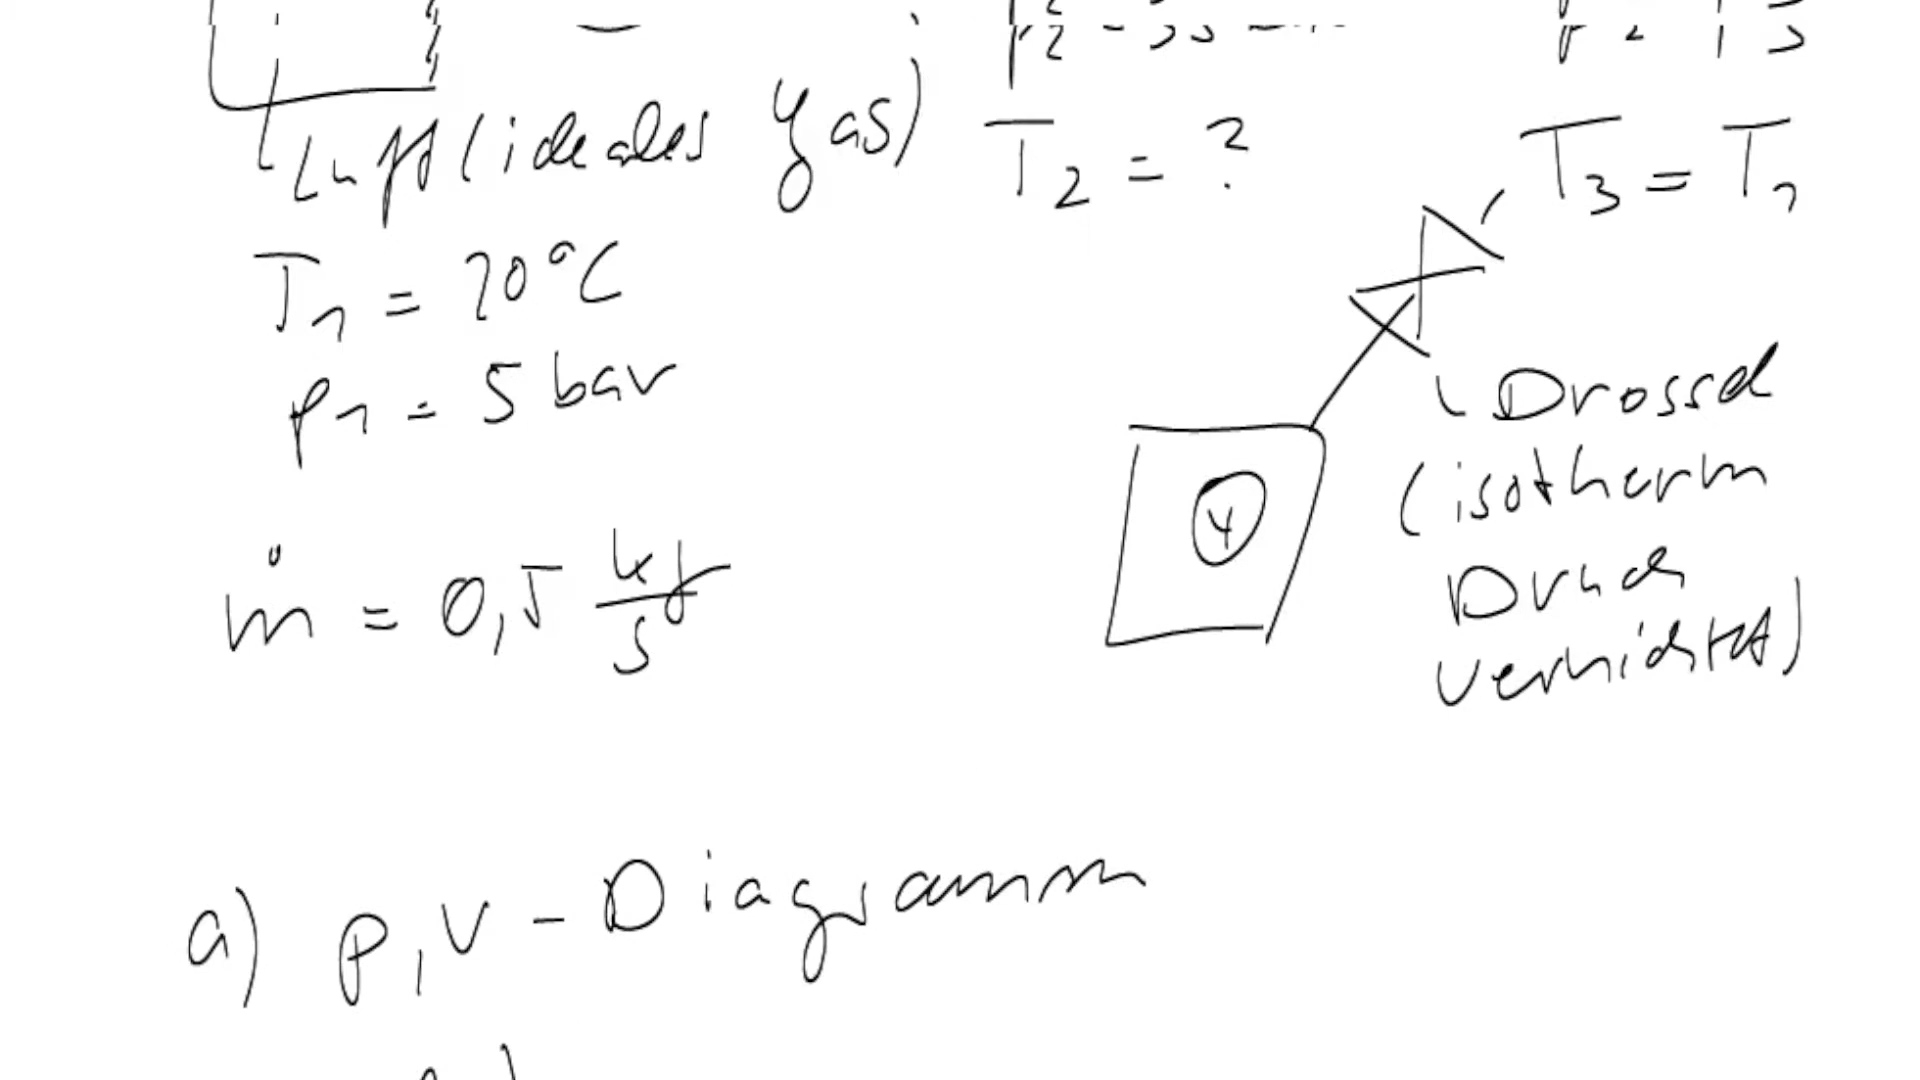 Luft (ideales Gas)
T2 = ?
T3 = T1
T1 = 20°C
p1 = 5 bar
Drossel
(isotherm
Druck
vernichtet)
4
ṁ = 0,5 kg/s
a) p,V - Diagramm